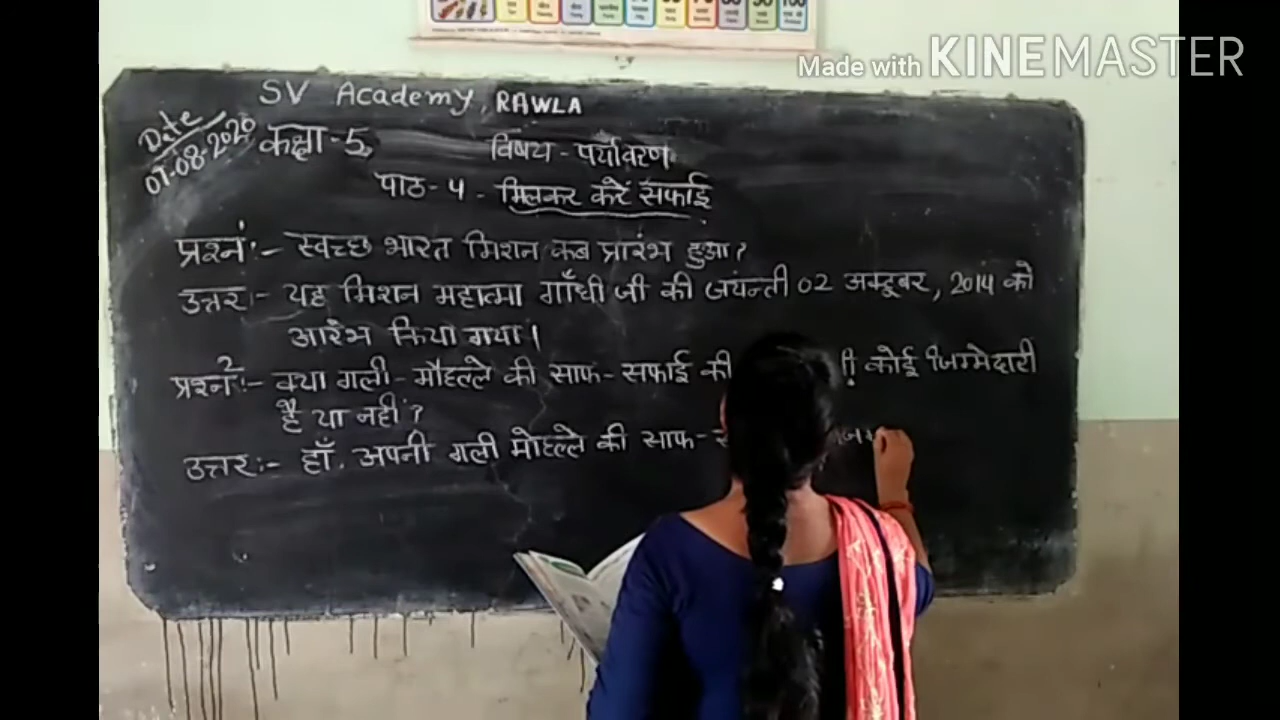 Made with KINEMASTER
SV Academy, RAWLA
Date
07-08-2020
कक्षा-5
विषय - पर्यावरण
पाठ- 4 - मिलकर करें सफाई
प्रश्नं:- स्वच्छ भारत मिशन कब प्रारंभ हुआ?
उत्तर:- यह मिशन महात्मा गाँधी जी की जयन्ती 02 अक्टूबर, 2014 को
आरंभ किया गया।
प्रश्नं2:- क्या गली - मौहल्ले की साफ- सफाई की कोई जिम्मेदारी
है या नहीं?
उत्तर:- हाँ. अपनी गली मोहल्ले की साफ-